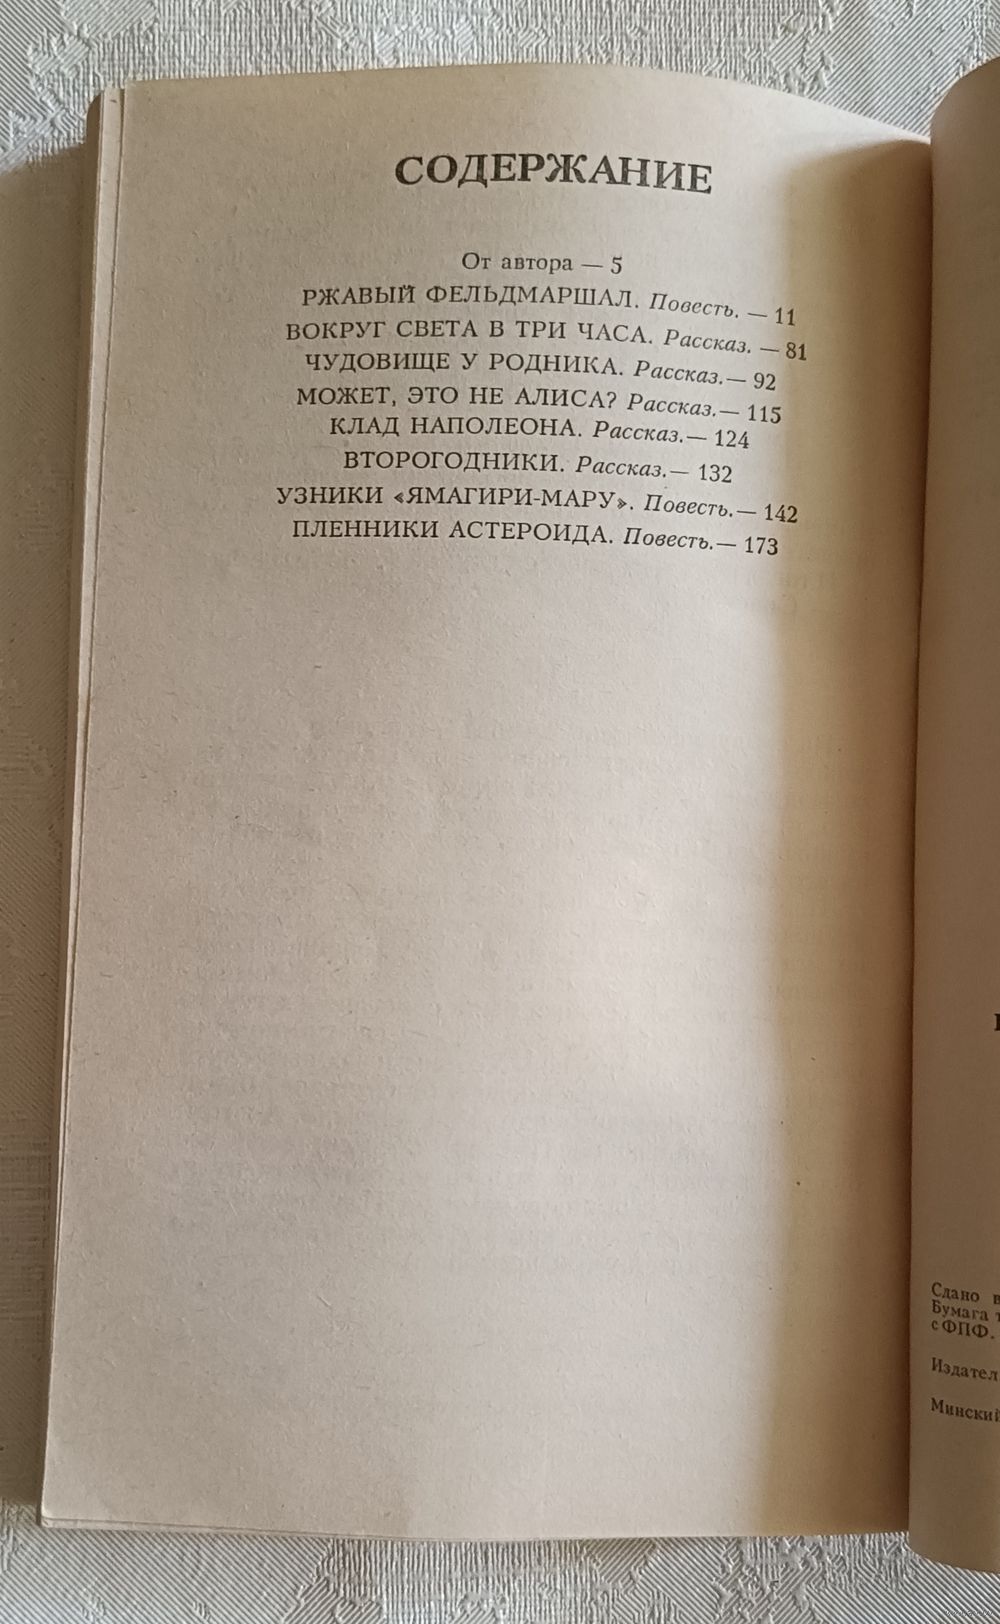 СОДЕРЖАНИЕ
От автора — 5
РЖАВЫЙ ФЕЛЬДМАРШАЛ. Повесть. — 11
ВОКРУГ СВЕТА В ТРИ ЧАСА. Рассказ. — 81
ЧУДОВИЩЕ У РОДНИКА. Рассказ.— 92
МОЖЕТ, ЭТО НЕ АЛИСА? Рассказ.— 115
КЛАД НАПОЛЕОНА. Рассказ.— 124
ВТОРОГОДНИКИ. Рассказ.— 132
УЗНИКИ «ЯМАГИРИ-МАРУ». Повесть.— 142
ПЛЕННИКИ АСТЕРОИДА. Повесть.— 173
Сдано в
Бумага т
с ФПФ.
Издател
Минский